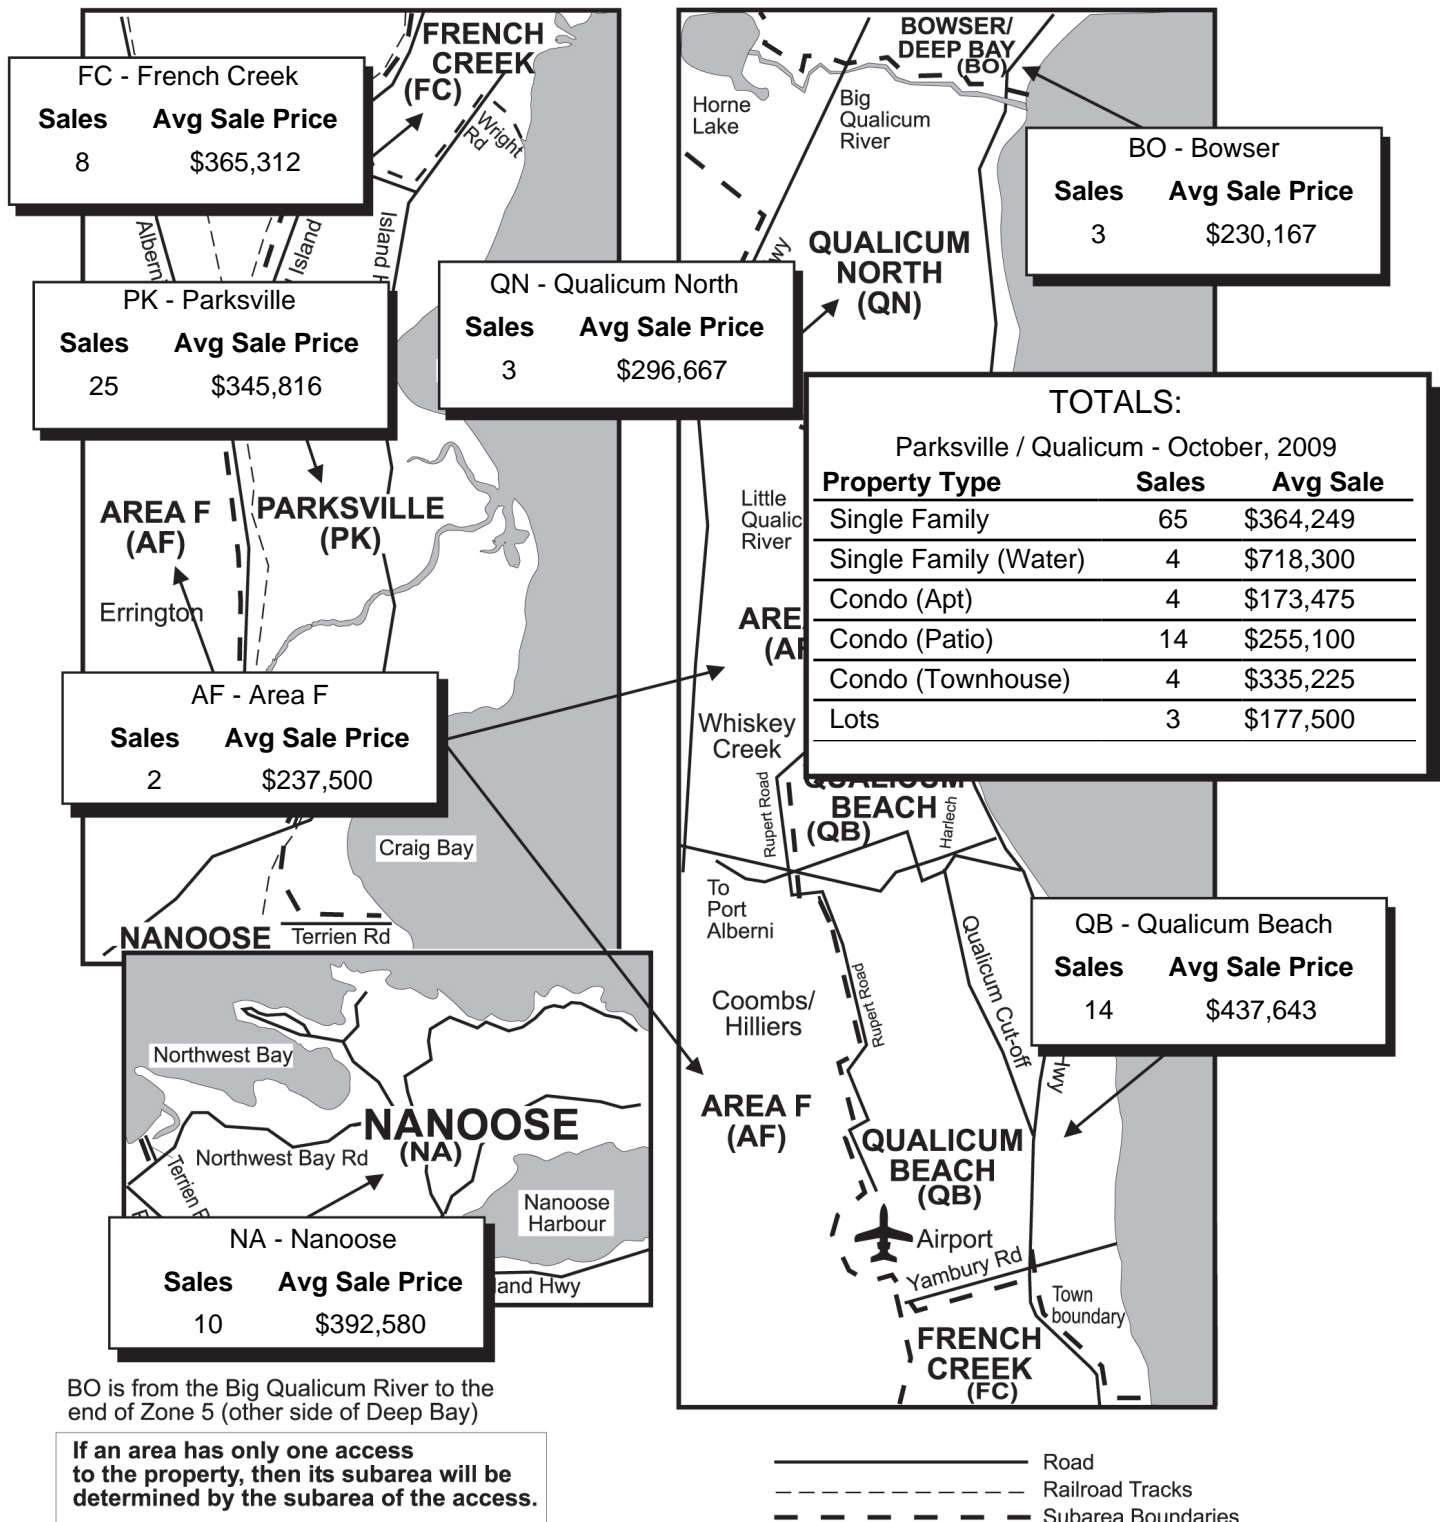 FRENCH
CREEK
(FC)
FC - French Creek
Sales Avg Sale Price
8 $365,312
Wright
Rd
Island
PK - Parksville
Sales Avg Sale Price
25 $345,816
AREA F
(AF)
PARKSVILLE
(PK)
Errington
AF - Area F
Sales Avg Sale Price
2 $237,500
Craig Bay
Terrien Rd
NANOOSE
Northwest Bay
NANOOSE
(NA)
Northwest Bay Rd
Nanoose
Harbour
NA - Nanoose
Sales Avg Sale Price
10 $392,580
Hwy
BO is from the Big Qualicum River to the
end of Zone 5 (other side of Deep Bay)
If an area has only one access
to the property, then its subarea will be
determined by the subarea of the access.
BOWSER/
DEEP BAY
(BO)
Horne
Lake
Big
Qualicum
River
BO - Bowser
Sales Avg Sale Price
3 $230,167
QUALICUM
NORTH
(QN)
QN - Qualicum North
Sales Avg Sale Price
3 $296,667
TOTALS:
Parksville / Qualicum - October, 2009
Property Type Sales Avg Sale
Single Family 65 $364,249
Single Family (Water) 4 $718,300
Condo (Apt) 4 $173,475
Condo (Patio) 14 $255,100
Condo (Townhouse) 4 $335,225
Lots 3 $177,500
Little
River
Whiskey
Creek
Rupert Road
QUALICUM
BEACH
(QB)
Harlech
To
Port
Alberni
Qualicum Cut-off
QB - Qualicum Beach
Sales Avg Sale Price
14 $437,643
Coombs/
Hilliers
Rupert Road
Hwy
AREA F
(AF)
QUALICUM
BEACH
(QB)
Airport
Yambury Rd
Town
boundary
FRENCH
CREEK
(FC)
Road
Railroad Tracks
Subarea Boundaries